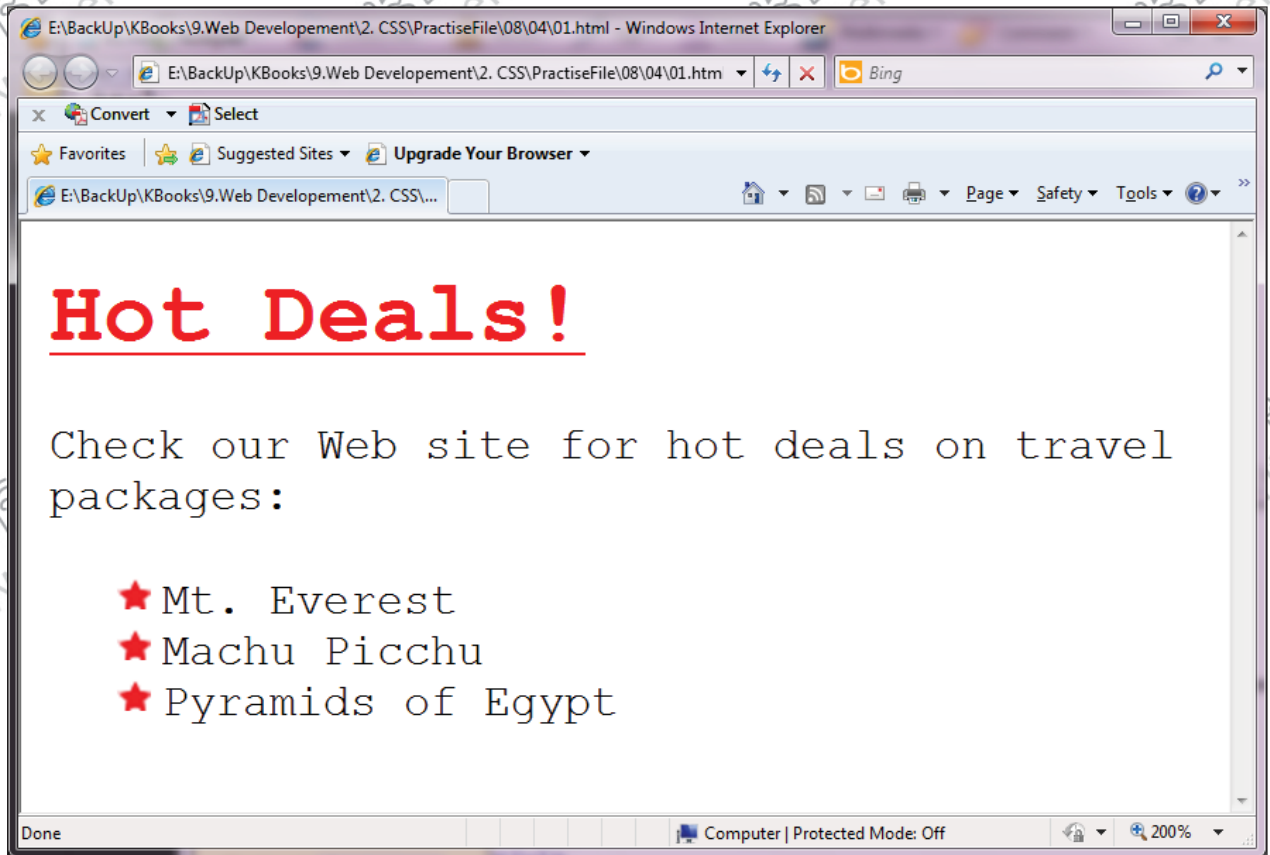 E:\BackUp\KBooks\9.Web Developement\2. CSS\PractiseFile\08\04\01.html - Windows Internet Explorer
E:\BackUp\KBooks\9.Web Developement\2. CSS\PractiseFile\08\04\01.htm
Bing
x Convert Select
Favorites Suggested Sites Upgrade Your Browser
E:\BackUp\KBooks\9.Web Developement\2. CSS\... Page Safety Tools
Hot Deals!
Check our Web site for hot deals on travel
packages:
Mt. Everest
Machu Picchu
Pyramids of Egypt
Done Computer | Protected Mode: Off 200%